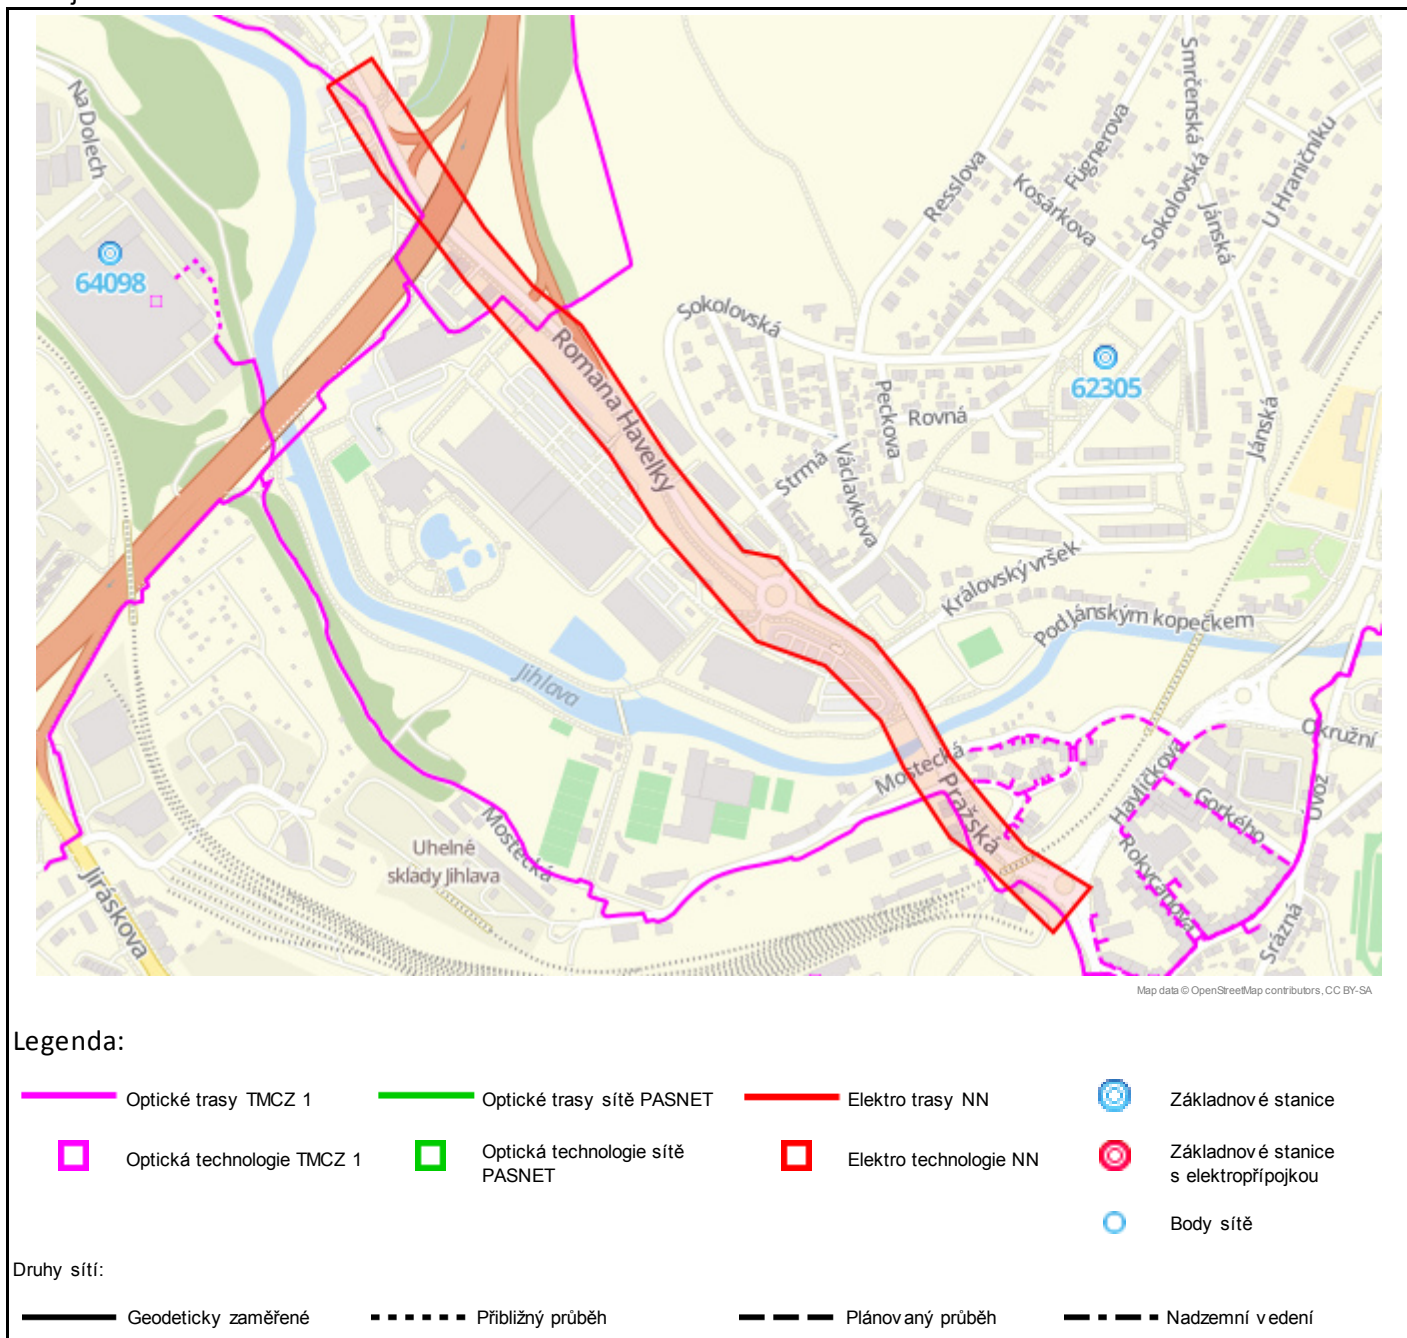 Na Dolech
64098
Smrčenská
Fügnerova
Resslova
Kosárkova
Sokolovská
Jánská
U Hraničníku
Sokolovská
62305
Peckova
Rovná
Romana Havelky
Strmá
Václavkova
Jánská
Královský vršek
Pod Jánským kopečkem
Jihlava
Okružní
Mostecká
Pražská
Havlíčkova
Gorkého
Úvoz
Uhelné
sklady Jihlava
Mostecká
Rokycanova
Jiráskova
Srázná
Map data © OpenStreetMap contributors, CC BY-SA
Legenda:
Optické trasy TMCZ 1
Optické trasy sítě PASNET
Elektro trasy NN
Základnové stanice
Optická technologie TMCZ 1
Optická technologie sítě
PASNET
Elektro technologie NN
Základnové stanice
s elektropřípojkou
Body sítě
Druhy sítí:
Geodeticky zaměřené
Přibližný průběh
Plánovaný průběh
Nadzemní vedení